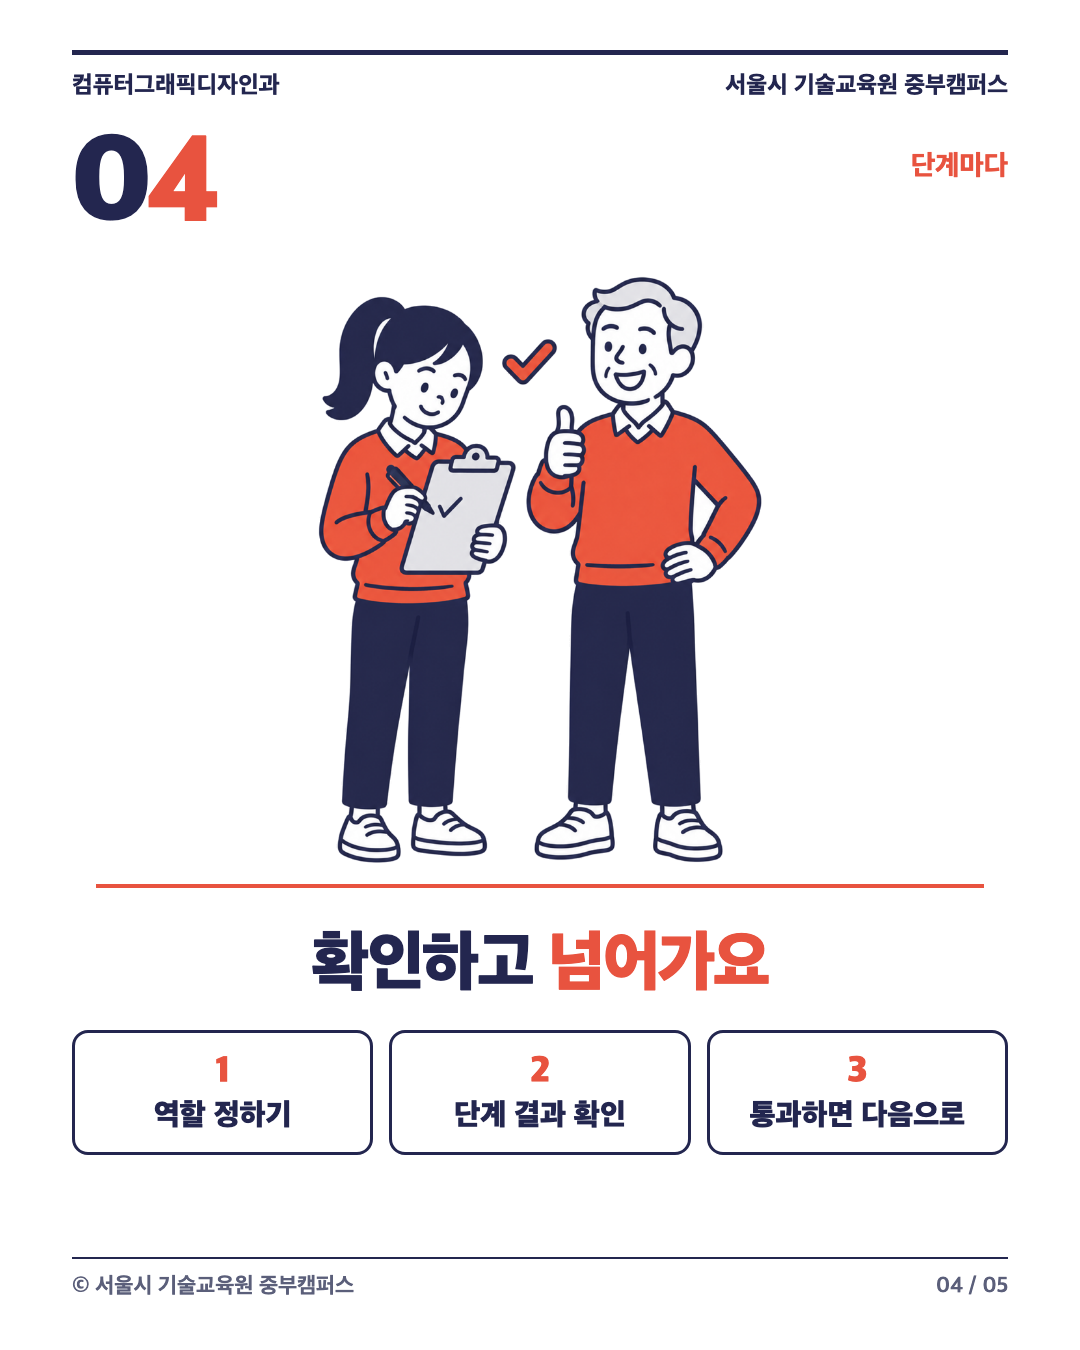 컴퓨터그래픽디자인과
서울시 기술교육원 중부캠퍼스
04
단계마다
확인하고 넘어가요
1
역할 정하기
2
단계 결과 확인
3
통과하면 다음으로
© 서울시 기술교육원 중부캠퍼스
04 / 05